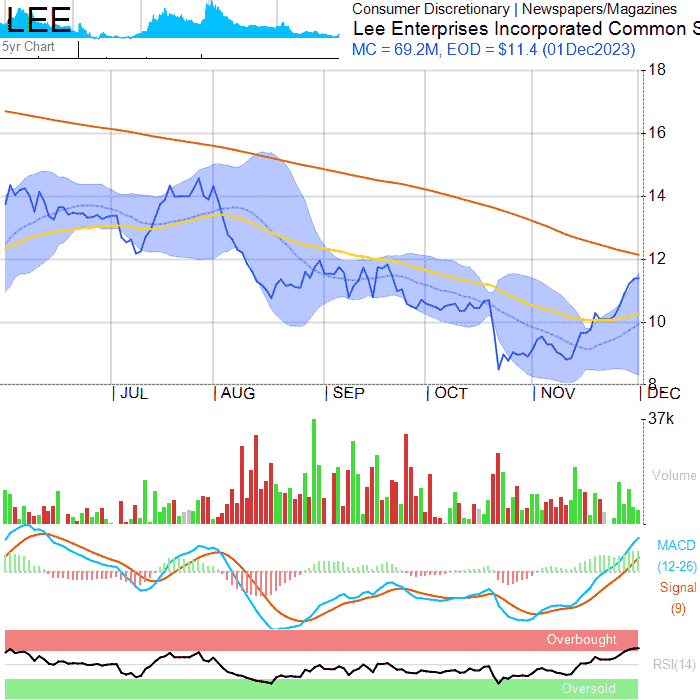 LEE
Consumer Discretionary | Newspapers/Magazines
Lee Enterprises Incorporated Common S
5yr Chart
MC = 69.2M, EOD = $11.4 (01Dec2023)
18
16
14
12
10
8
JUL AUG SEP OCT NOV DEC
37k
Volume
MACD
(12-26)
Signal
(9)
Overbought
RSI(14)
Oversold